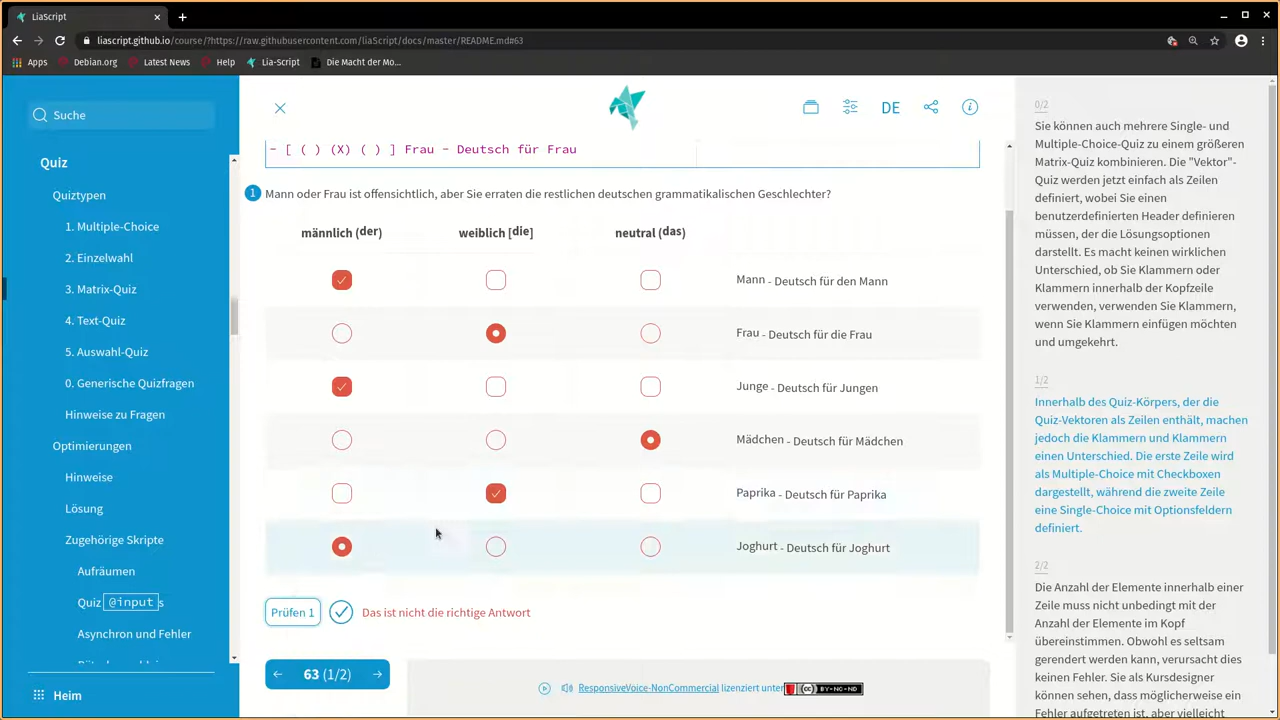 LiaScript
liascript.github.io/course/?https://raw.githubusercontent.com/liaScript/docs/master/README.md#63
Apps Debian.org Latest News Help Lia-Script Die Macht der Mo...
Suche
Quiz
Quiztypen
1. Multiple-Choice
2. Einzelwahl
3. Matrix-Quiz
4. Text-Quiz
5. Auswahl-Quiz
0. Generische Quizfragen
Hinweise zu Fragen
Optimierungen
Hinweise
Lösung
Zugehörige Skripte
Aufräumen
Quiz @input s
Asynchron und Fehler
Heim
DE
- [ ( ) (X) ( ) ] Frau - Deutsch für Frau
1 Mann oder Frau ist offensichtlich, aber Sie erraten die restlichen deutschen grammatikalischen Geschlechter?
männlich (der) weiblich [die] neutral (das)
Mann - Deutsch für den Mann
Frau - Deutsch für die Frau
Junge - Deutsch für Jungen
Mädchen - Deutsch für Mädchen
Paprika - Deutsch für Paprika
Joghurt - Deutsch für Joghurt
Prüfen 1 Das ist nicht die richtige Antwort
← 63 (1/2) →
ResponsiveVoice-NonCommercial lizenziert unter cc BY-NC-ND
0/2
Sie können auch mehrere Single- und
Multiple-Choice-Quiz zu einem größeren
Matrix-Quiz kombinieren. Die "Vektor"-
Quiz werden jetzt einfach als Zeilen
definiert, wobei Sie einen
benutzerdefinierten Header definieren
müssen, der die Lösungsoptionen
darstellt. Es macht keinen wirklichen
Unterschied, ob Sie Klammern oder
Klammern innerhalb der Kopfzeile
verwenden, verwenden Sie Klammern,
wenn Sie Klammern einfügen möchten
und umgekehrt.
1/2
Innerhalb des Quiz-Körpers, der die
Quiz-Vektoren als Zeilen enthält, machen
jedoch die Klammern und Klammern
einen Unterschied. Die erste Zeile wird
als Multiple-Choice mit Checkboxen
dargestellt, während die zweite Zeile
eine Single-Choice mit Optionsfeldern
definiert.
2/2
Die Anzahl der Elemente innerhalb einer
Zeile muss nicht unbedingt mit der
Anzahl der Elemente im Kopf
übereinstimmen. Obwohl es seltsam
gerendert werden kann, verursacht dies
keinen Fehler. Sie als Kursdesigner
können sehen, dass möglicherweise ein
Fehler aufgetreten ist, aber vielleicht